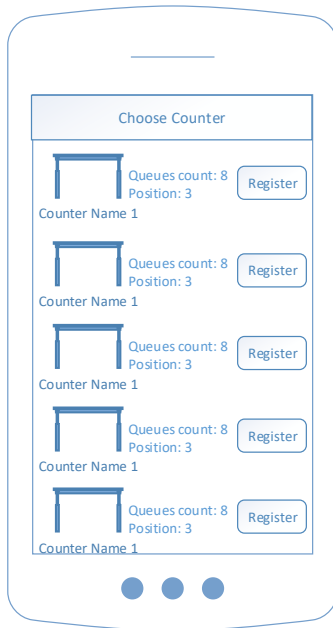 Choose Counter
Queues count: 8
Position: 3
Register
Counter Name 1
Queues count: 8
Position: 3
Register
Counter Name 1
Queues count: 8
Position: 3
Register
Counter Name 1
Queues count: 8
Position: 3
Register
Counter Name 1
Queues count: 8
Position: 3
Register
Counter Name 1